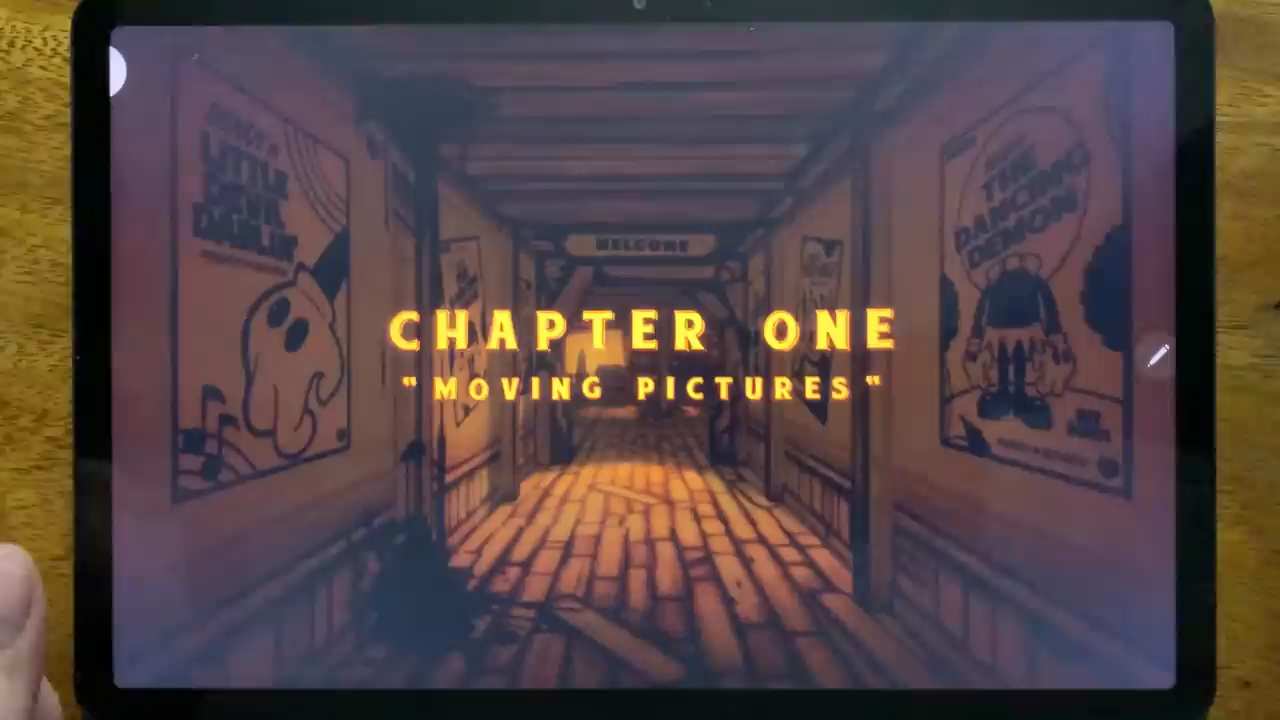 LITTLE
DEVIL
DARLIN'
WELCOME
THE
DANCING
DEMON
CHAPTER ONE
"MOVING PICTURES"